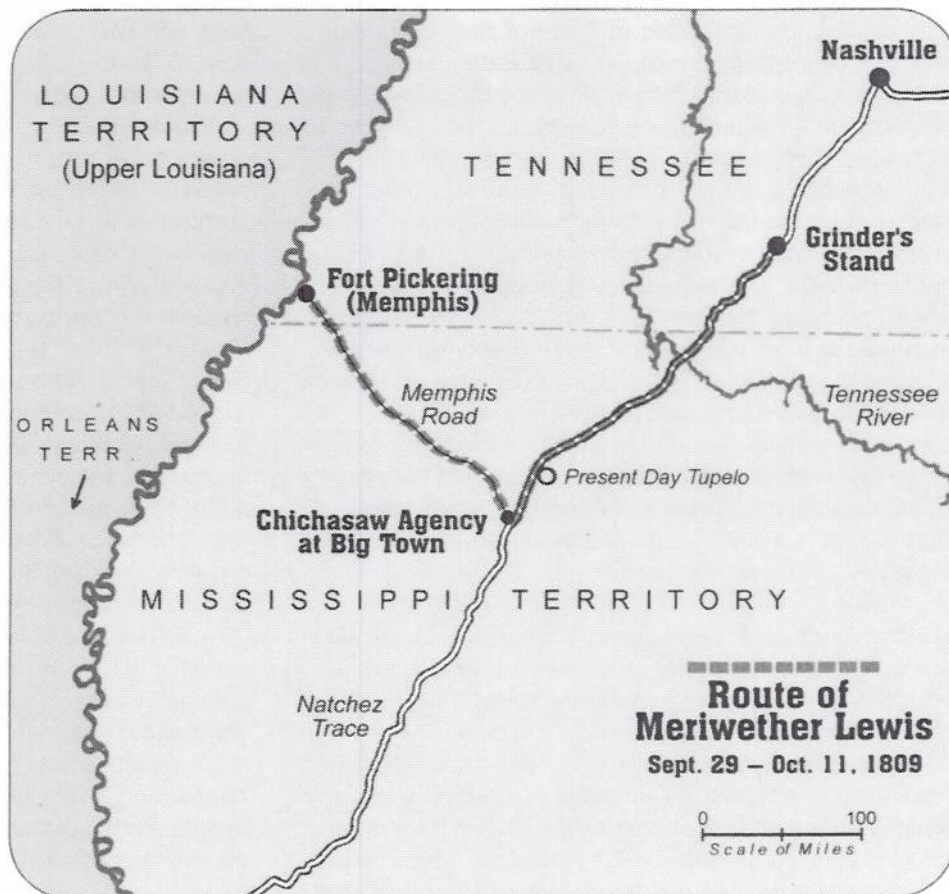 Nashville
LOUISIANA
TERRITORY
(Upper Louisiana)
TENNESSEE
Grinder's
Stand
Fort Pickering
(Memphis)
Memphis
Road
Tennessee
River
ORLEANS
TERR.
Present Day Tupelo
Chichasaw Agency
at Big Town
MISSISSIPPI TERRITORY
Natchez
Trace
Route of
Meriwether Lewis
Sept. 29 – Oct. 11, 1809
0 100
Scale of Miles